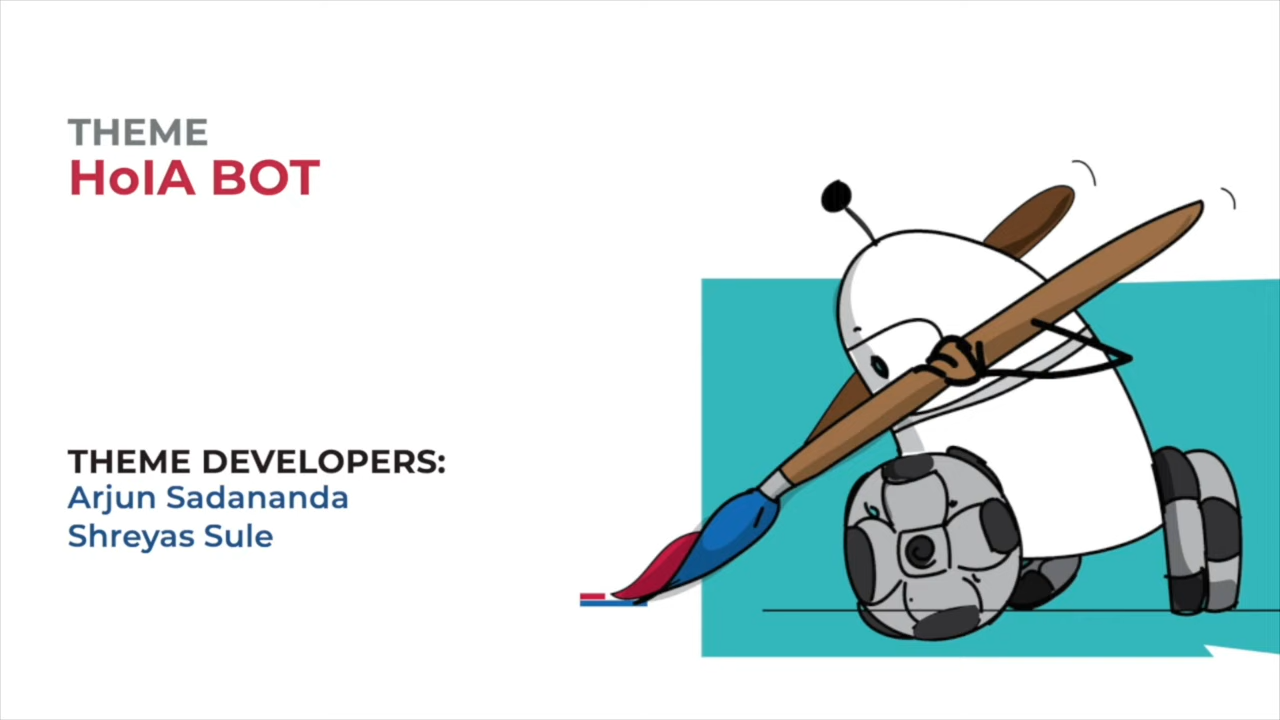 THEME
HolA BOT
THEME DEVELOPERS:
Arjun Sadananda
Shreyas Sule